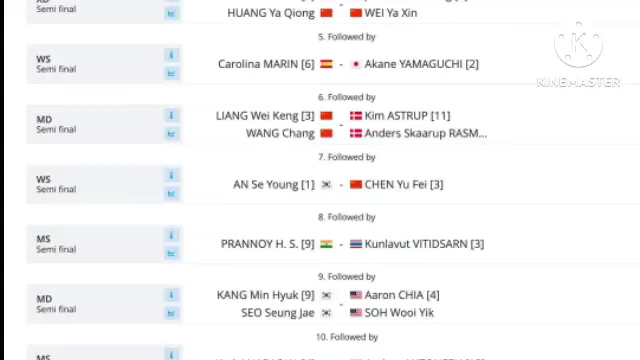 Semi final
HUANG Ya Qiong - WEI Ya Xin
5. Followed by
WS
Semi final
Carolina MARIN [6] - Akane YAMAGUCHI [2]
KINEMASTER
6. Followed by
MD
Semi final
LIANG Wei Keng [3] - Kim ASTRUP [11]
WANG Chang Anders Skaarup RASM...
7. Followed by
WS
Semi final
AN Se Young [1] - CHEN Yu Fei [3]
8. Followed by
MS
Semi final
PRANNOY H. S. [9] - Kunlavut VITIDSARN [3]
9. Followed by
MD
Semi final
KANG Min Hyuk [9] - Aaron CHIA [4]
SEO Seung Jae SOH Wooi Yik
10. Followed by
MS